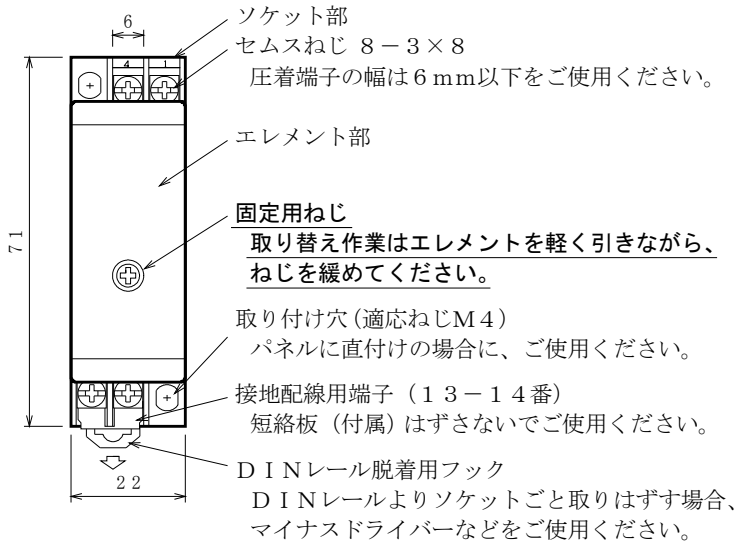 6
ソケット部
セムスねじ ８－３×８
圧着端子の幅は６ｍｍ以下をご使用ください。
4 1
エレメント部
71
固定用ねじ
取り替え作業はエレメントを軽く引きながら、
ねじを緩めてください。
取り付け穴（適応ねじＭ４）
パネルに直付けの場合に、ご使用ください。
接地配線用端子（１３－１４番）
短絡板（付属）はずさないでご使用ください。
ＤＩＮレール脱着用フック
22
ＤＩＮレールよりソケットごと取りはずす場合、
マイナスドライバーなどをご使用ください。